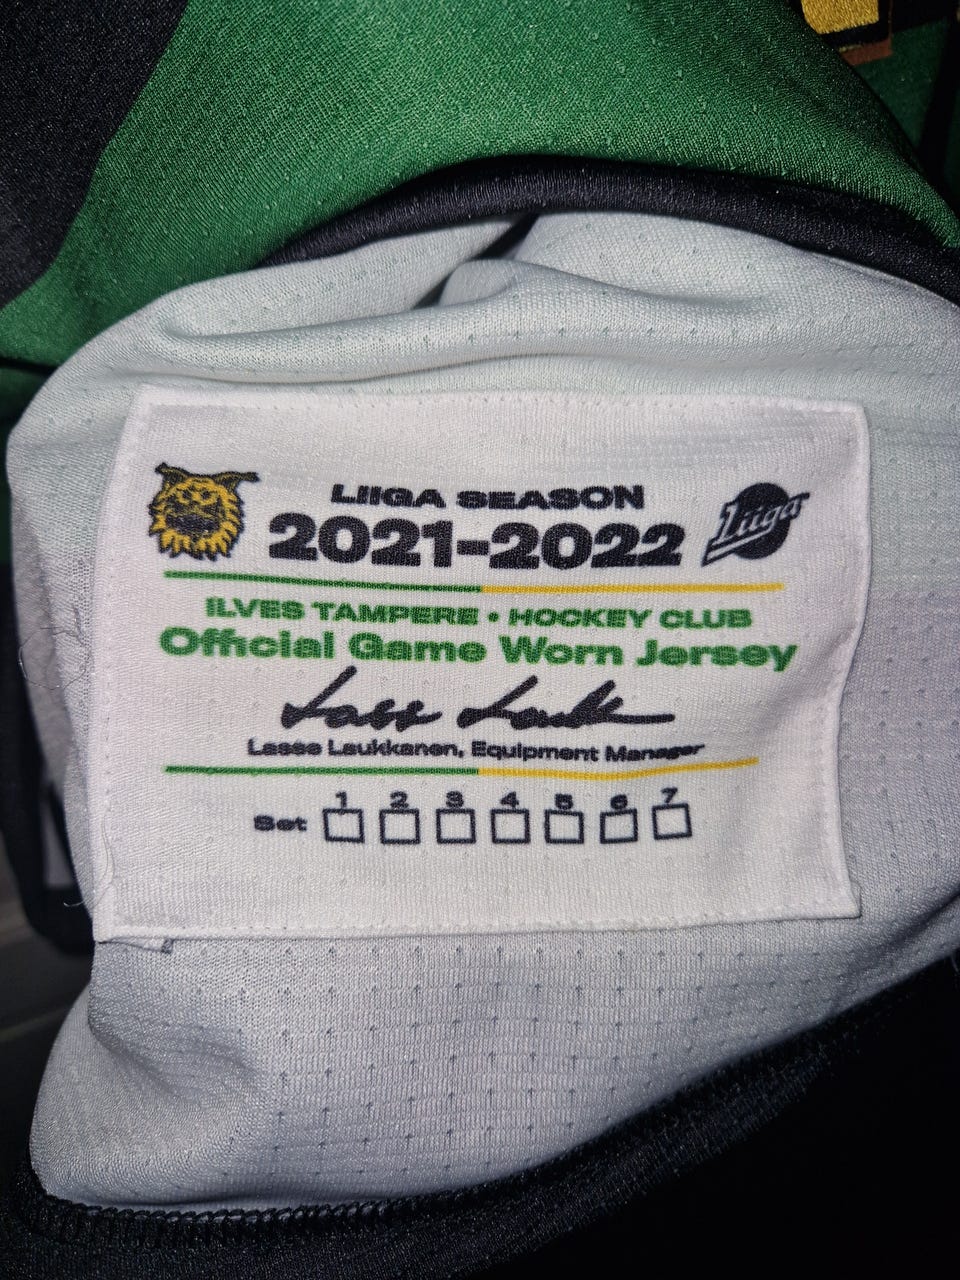 LIIGA SEASON
2021-2022
Liiga
ILVES TAMPERE • HOCKEY CLUB
Official Game Worn Jersey
Lasse Laukkanen, Equipment Manager
Set 1 2 3 4 5 6 7